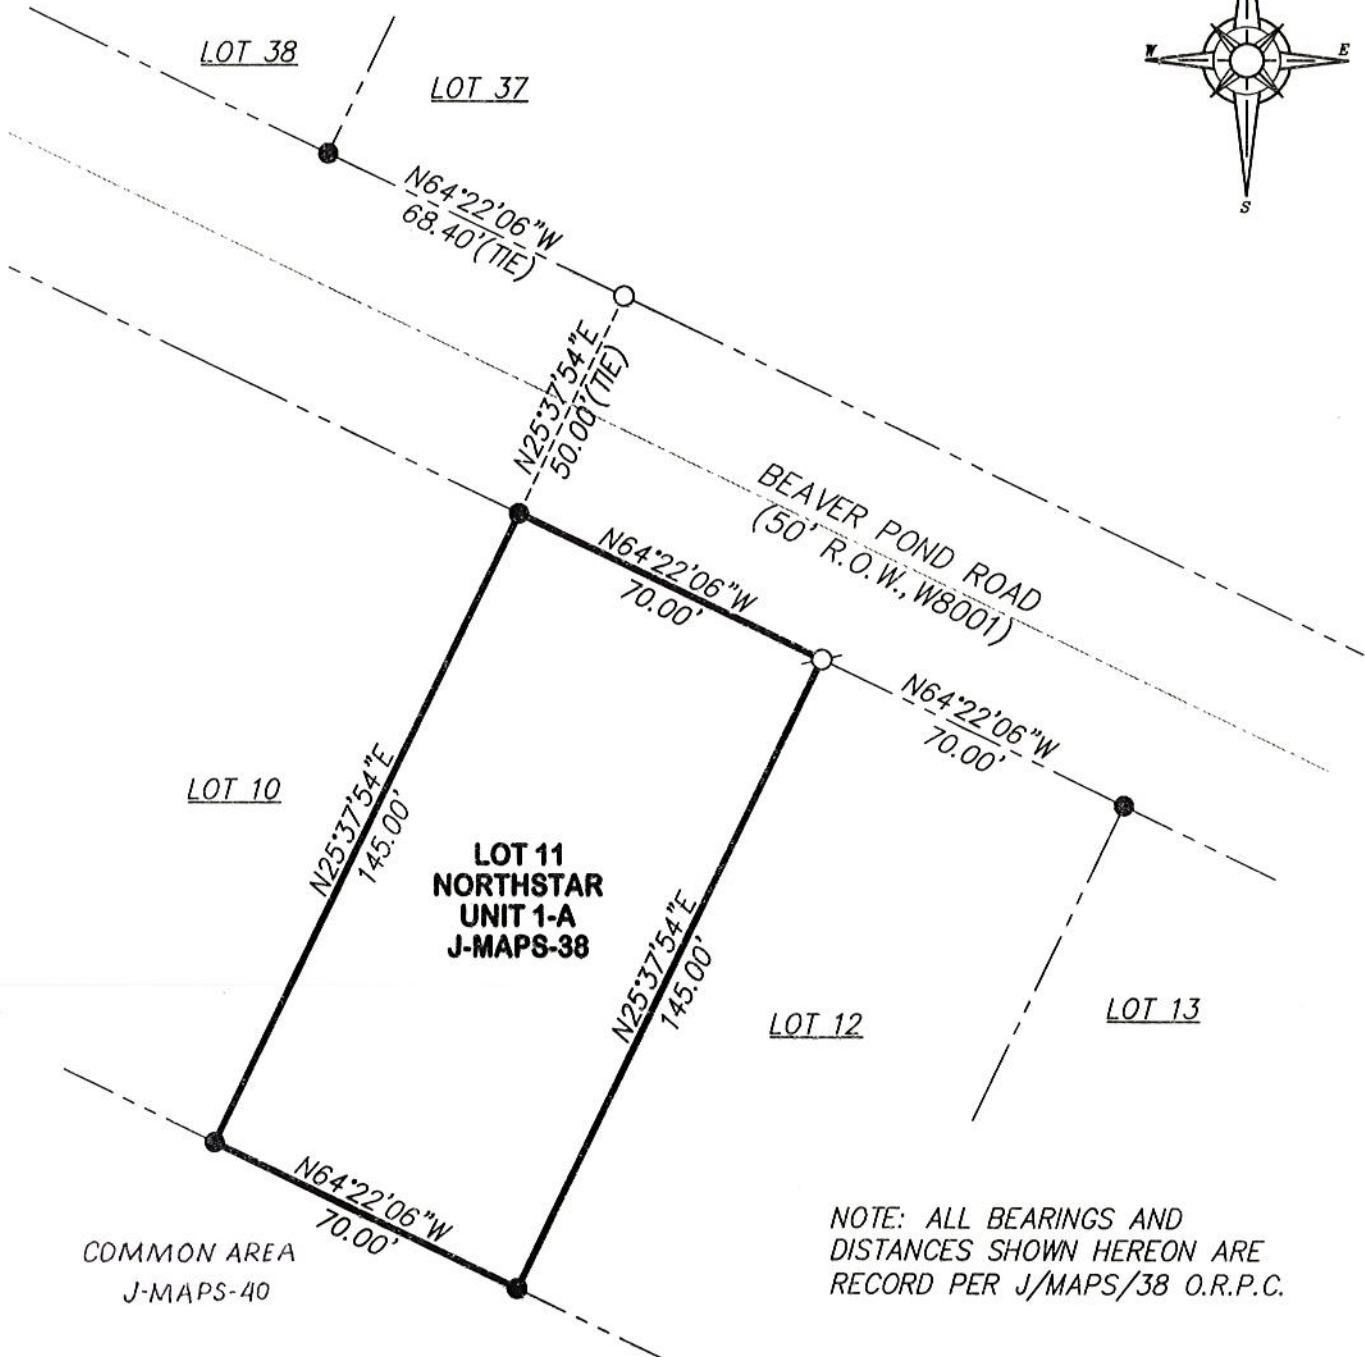 LOT 38
LOT 37
W
E
S
N64°22'06"W
68.40'(TIE)
N25°37'54"E
50.00'(TIE)
BEAVER POND ROAD
(50' R.O.W., W8001)
N64°22'06"W
70.00'
N64°22'06"W
70.00'
LOT 10
N25°37'54"E
145.00'
LOT 11
NORTHSTAR
UNIT 1-A
J-MAPS-38
N25°37'54"E
145.00'
LOT 12
LOT 13
N64°22'06"W
70.00'
COMMON AREA
J-MAPS-40
NOTE: ALL BEARINGS AND
DISTANCES SHOWN HEREON ARE
RECORD PER J/MAPS/38 O.R.P.C.